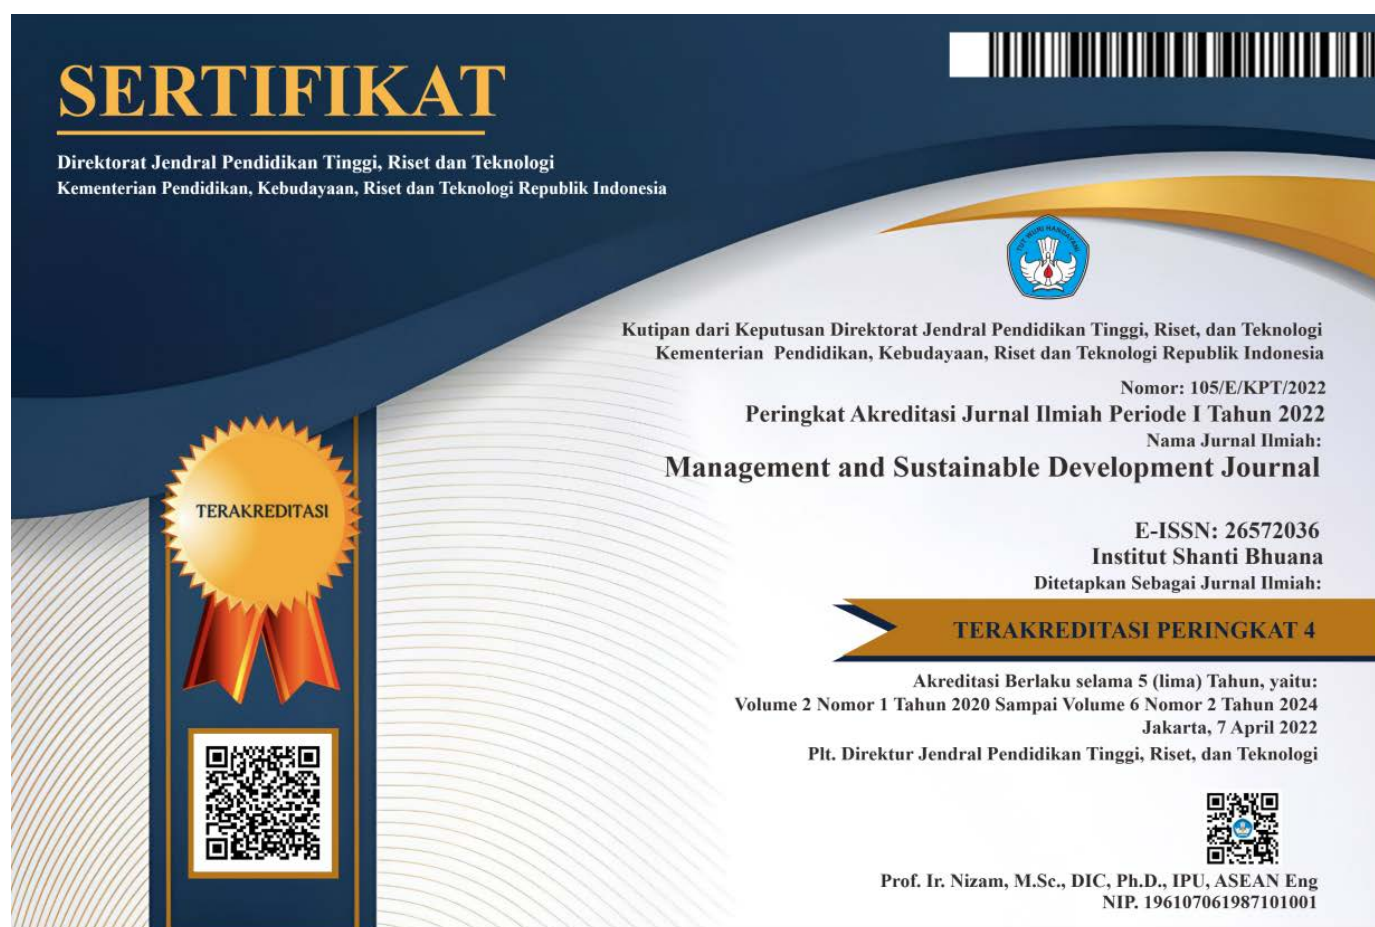 SERTIFIKAT
Direktorat Jendral Pendidikan Tinggi, Riset dan Teknologi
Kementerian Pendidikan, Kebudayaan, Riset dan Teknologi Republik Indonesia
TUT WURI HANDAYANI
Kutipan dari Keputusan Direktorat Jendral Pendidikan Tinggi, Riset, dan Teknologi
Kementerian Pendidikan, Kebudayaan, Riset dan Teknologi Republik Indonesia
Nomor: 105/E/KPT/2022
Peringkat Akreditasi Jurnal Ilmiah Periode I Tahun 2022
Nama Jurnal Ilmiah:
Management and Sustainable Development Journal
E-ISSN: 26572036
Institut Shanti Bhuana
Ditetapkan Sebagai Jurnal Ilmiah:
TERAKREDITASI
TERAKREDITASI PERINGKAT 4
Akreditasi Berlaku selama 5 (lima) Tahun, yaitu:
Volume 2 Nomor 1 Tahun 2020 Sampai Volume 6 Nomor 2 Tahun 2024
Jakarta, 7 April 2022
Plt. Direktur Jendral Pendidikan Tinggi, Riset, dan Teknologi
Prof. Ir. Nizam, M.Sc., DIC, Ph.D., IPU, ASEAN Eng
NIP. 196107061987101001